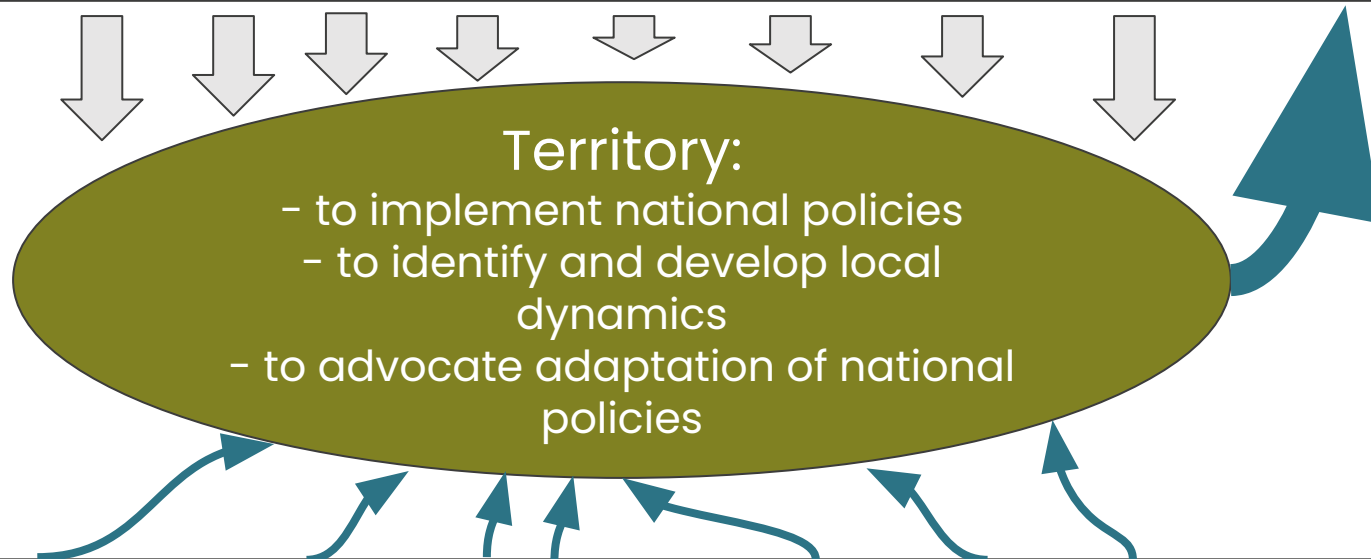 Territory:
- to implement national policies
- to identify and develop local
dynamics
- to advocate adaptation of national
policies